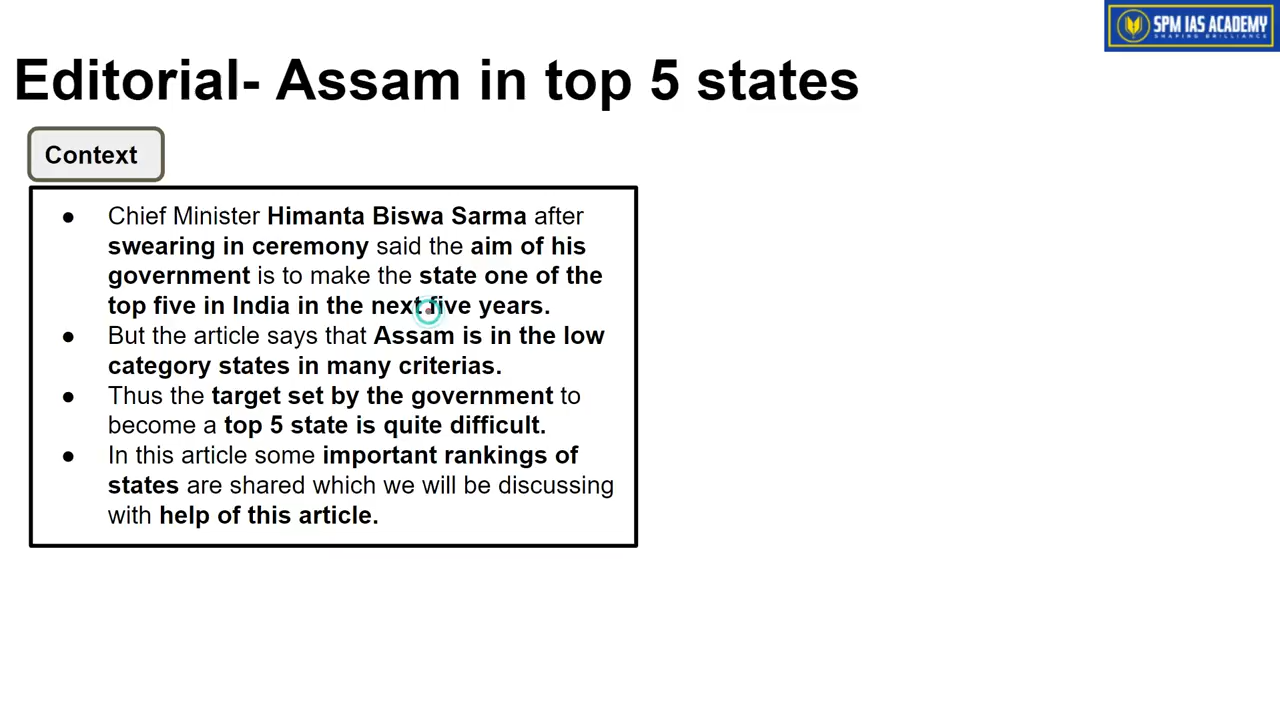 SPM IAS ACADEMY
SHAPING BRILLIANCE
Editorial- Assam in top 5 states
Context
● Chief Minister Himanta Biswa Sarma after
swearing in ceremony said the aim of his
government is to make the state one of the
top five in India in the next five years.
● But the article says that Assam is in the low
category states in many criterias.
● Thus the target set by the government to
become a top 5 state is quite difficult.
● In this article some important rankings of
states are shared which we will be discussing
with help of this article.